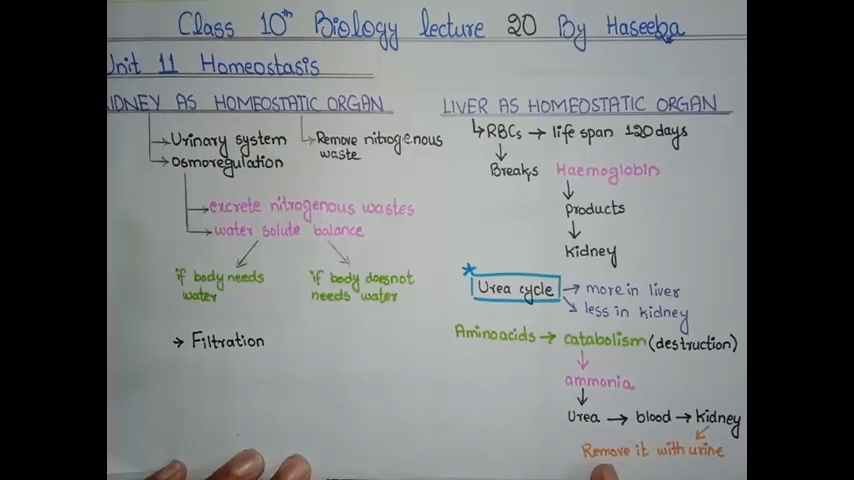 Class 10th Biology lecture 20 By Haseeba
Unit 11 Homeostasis
KIDNEY AS HOMEOSTATIC ORGAN
→Urinary system
→osmoregulation
→Remove nitrogenous
waste
→excrete nitrogenous wastes
→water solute balance
if body needs
water
if body doesnot
needs water
→ Filtration
LIVER AS HOMEOSTATIC ORGAN
→RBCs → life span 120 days
↓
Breaks Haemoglobin
↓
Products
↓
Kidney
* Urea cycle → more in liver
↘ less in kidney
Aminoacids → catabolism (destruction)
↓
ammonia
↓
Urea → blood → Kidney
Remove it with urine